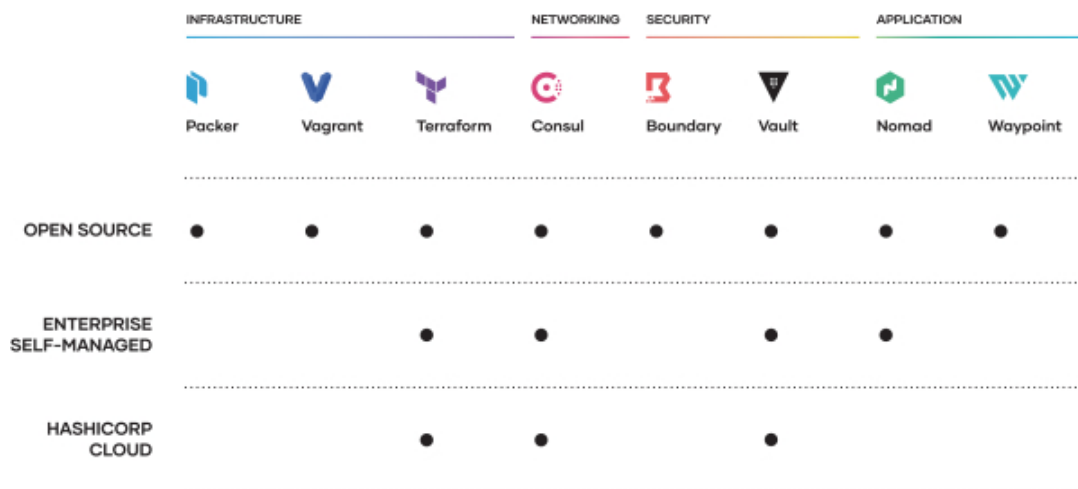 INFRASTRUCTURE
NETWORKING
SECURITY
APPLICATION
Packer
Vagrant
Terraform
Consul
Boundary
Vault
Nomad
Waypoint
OPEN SOURCE
ENTERPRISE
SELF-MANAGED
HASHICORP
CLOUD